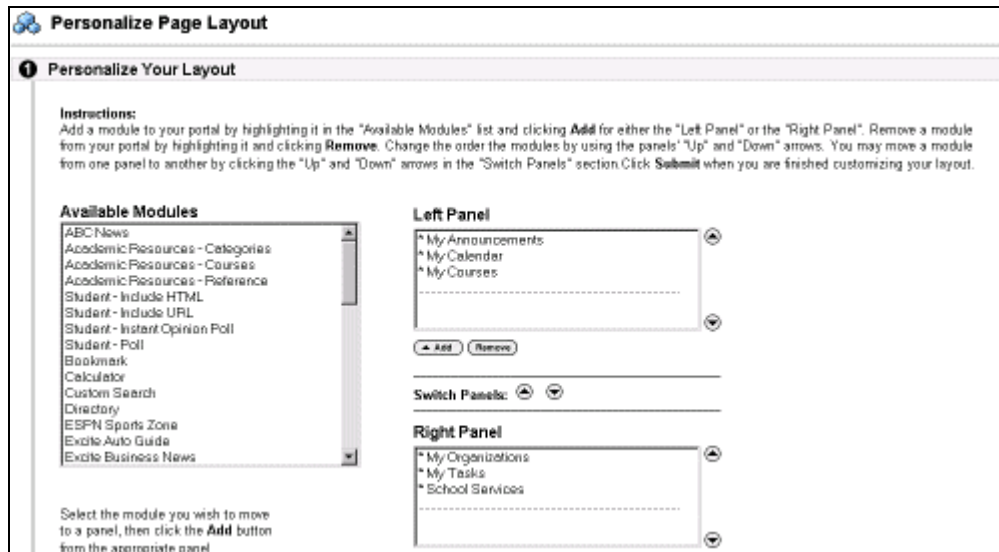 Personalize Page Layout
1 Personalize Your Layout
Instructions:
Add a module to your portal by highlighting it in the "Available Modules" list and clicking Add for either the "Left Panel" or the "Right Panel". Remove a module
from your portal by highlighting it and clicking Remove. Change the order the modules by using the panels' "Up" and "Down" arrows. You may move a module
from one panel to another by clicking the "Up" and "Down" arrows in the "Switch Panels" section.Click Submit when you are finished customizing your layout.
Available Modules
ABC News
Academic Resources - Categories
Academic Resources - Courses
Academic Resources - Reference
Student - Include HTML
Student - Include URL
Student - Instant Opinion Poll
Student - Poll
Bookmark
Calculator
Custom Search
Directory
ESPN Sports Zone
Excite Auto Guide
Excite Business News
Select the module you wish to move
to a panel, then click the Add button
from the appropriate panel
Left Panel
* My Announcements
* My Calendar
* My Courses
Add Remove
Switch Panels:
Right Panel
* My Organizations
* My Tasks
* School Services